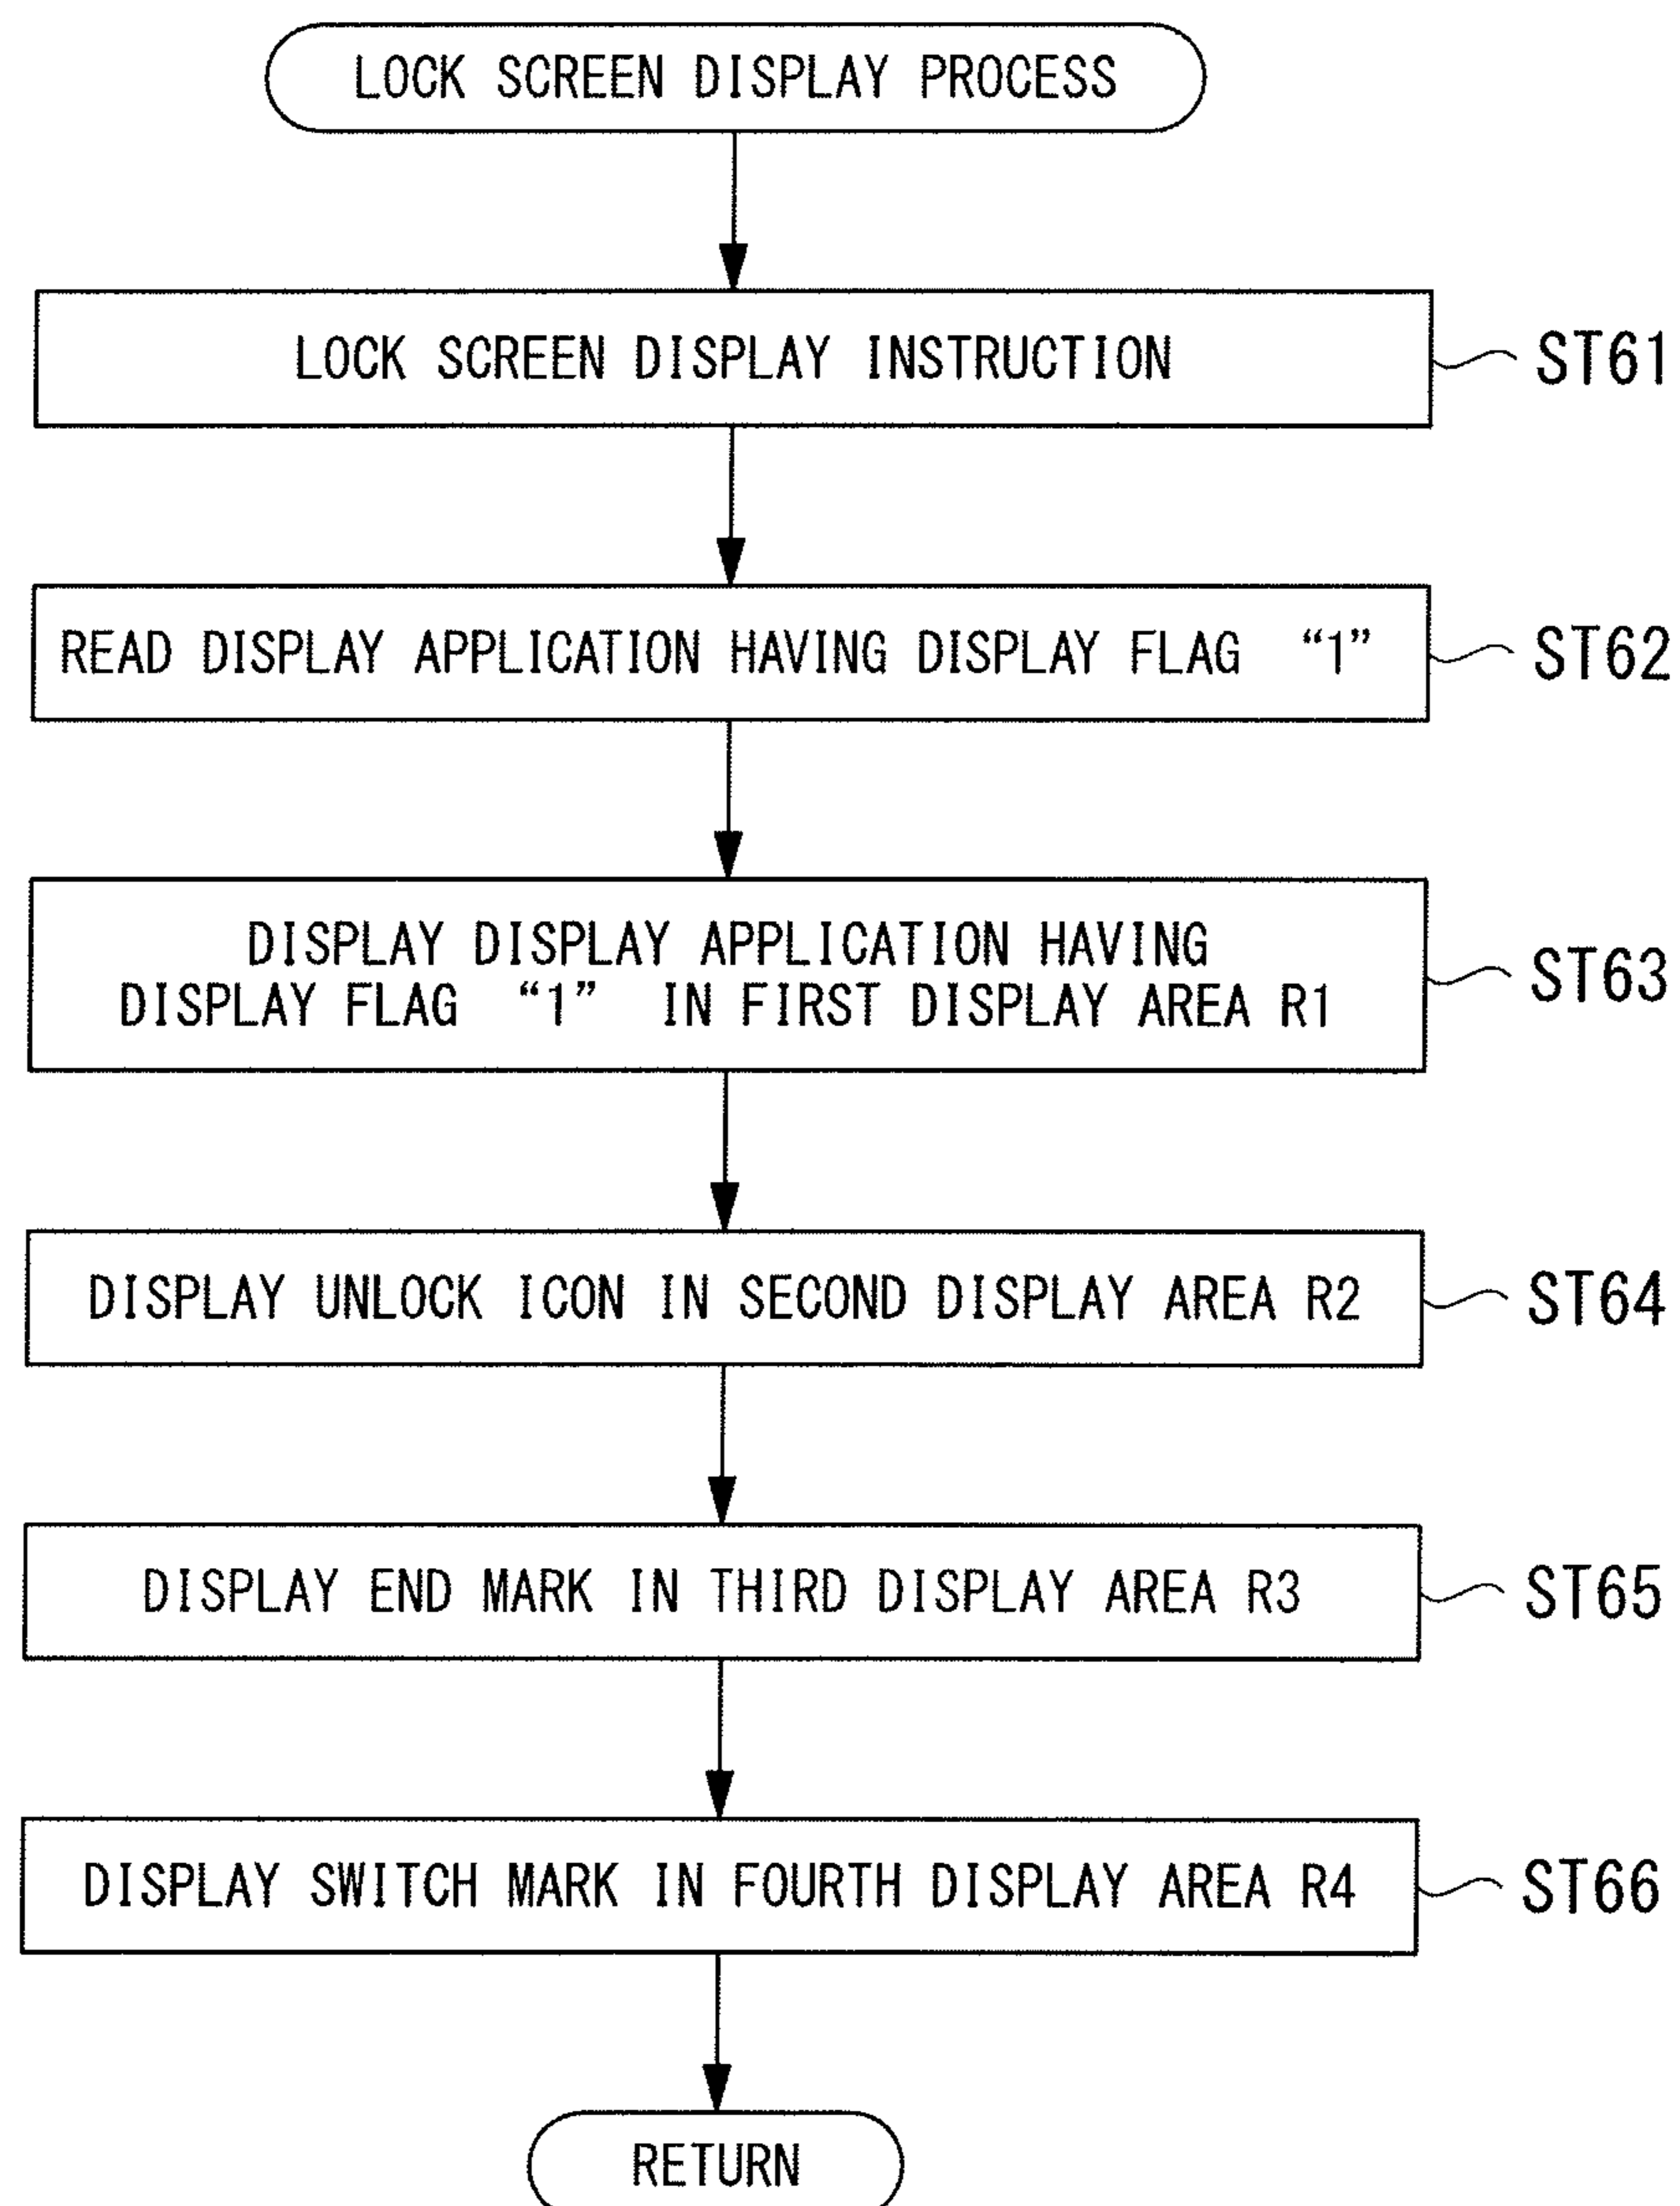 LOCK SCREEN DISPLAY PROCESS
LOCK SCREEN DISPLAY INSTRUCTION
ST61
READ DISPLAY APPLICATION HAVING DISPLAY FLAG “1”
ST62
DISPLAY DISPLAY APPLICATION HAVING
DISPLAY FLAG “1” IN FIRST DISPLAY AREA R1
ST63
DISPLAY UNLOCK ICON IN SECOND DISPLAY AREA R2
ST64
DISPLAY END MARK IN THIRD DISPLAY AREA R3
ST65
DISPLAY SWITCH MARK IN FOURTH DISPLAY AREA R4
ST66
RETURN